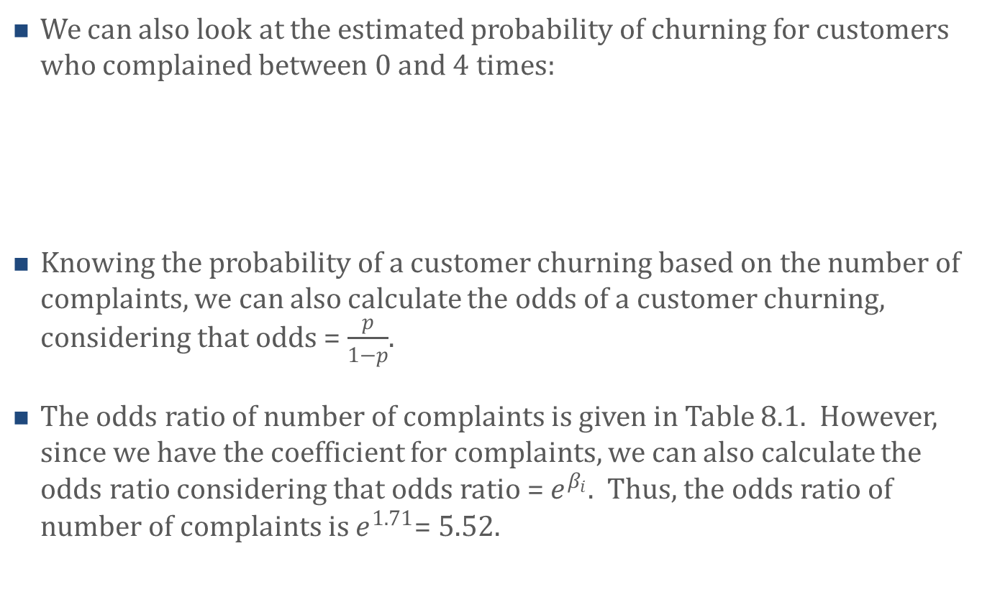 ■ We can also look at the estimated probability of churning for customers
who complained between 0 and 4 times:
■ Knowing the probability of a customer churning based on the number of
complaints, we can also calculate the odds of a customer churning,
considering that odds = p/(1−p).
■ The odds ratio of number of complaints is given in Table 8.1.  However,
since we have the coefficient for complaints, we can also calculate the
odds ratio considering that odds ratio = e^βᵢ.  Thus, the odds ratio of
number of complaints is e^1.71= 5.52.